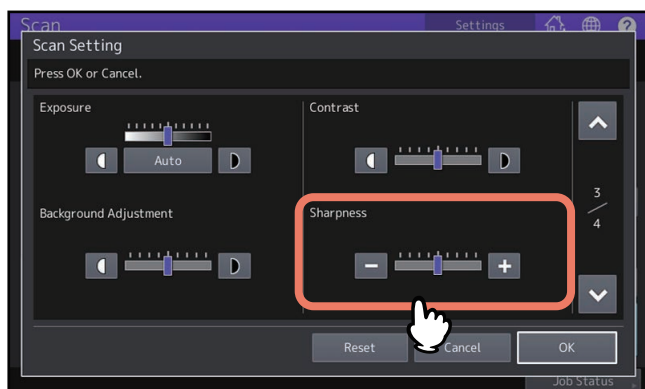 Scan
Settings
?
Scan Setting
Press OK or Cancel.
Exposure
Auto
Contrast
Background Adjustment
Sharpness
3
4
Reset
Cancel
OK
Job Status